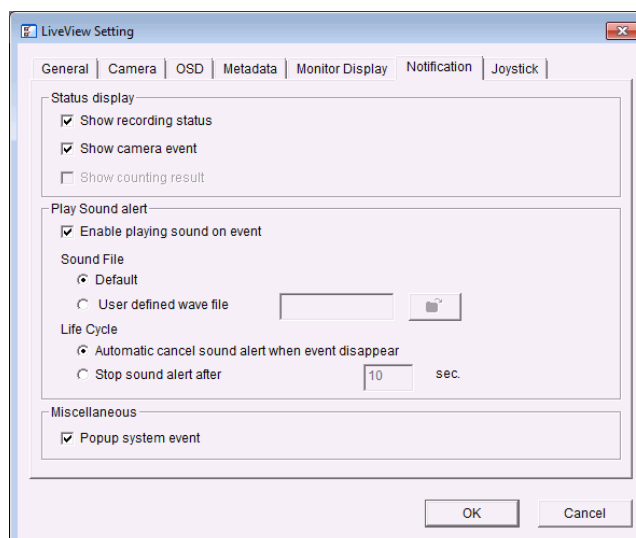 LiveView Setting
General Camera OSD Metadata Monitor Display Notification Joystick
Status display
Show recording status
Show camera event
Show counting result
Play Sound alert
Enable playing sound on event
Sound File
Default
User defined wave file
Life Cycle
Automatic cancel sound alert when event disappear
Stop sound alert after 10 sec.
Miscellaneous
Popup system event
OK Cancel